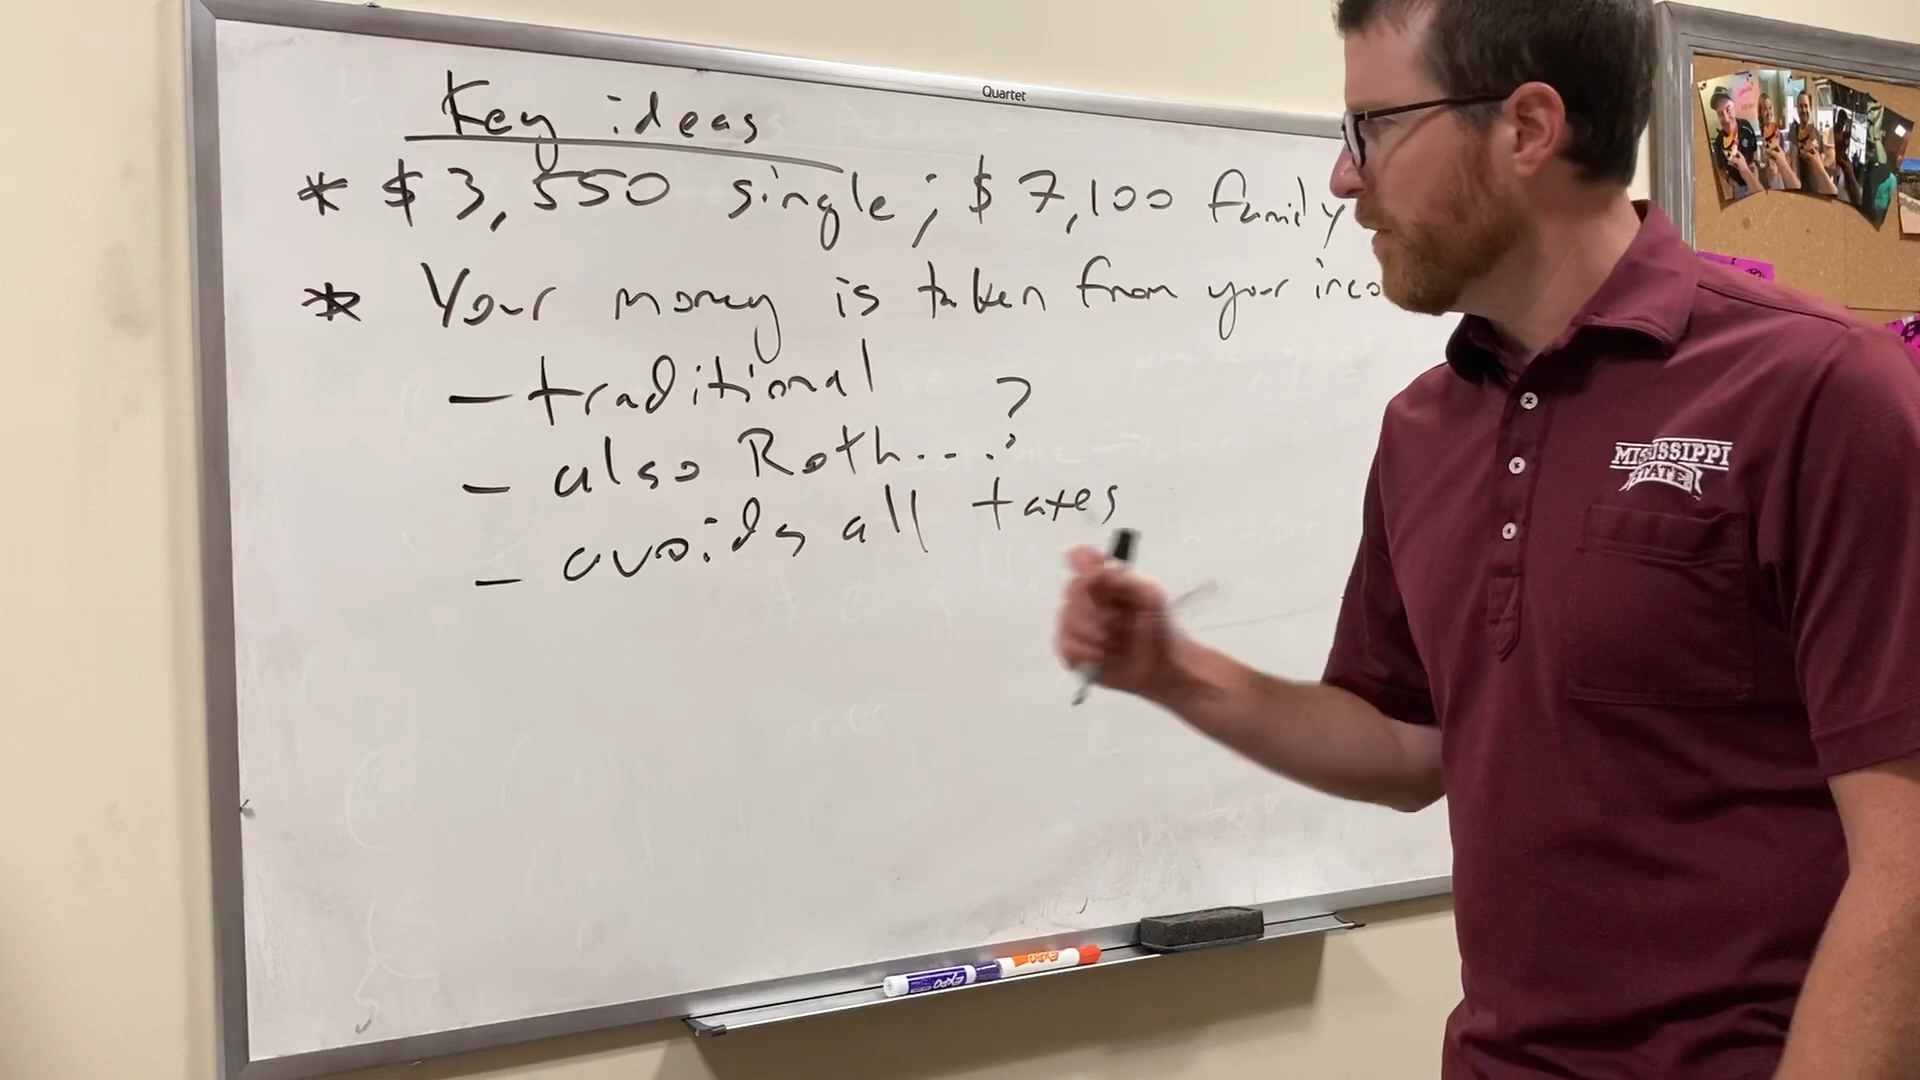 Quartet
Key ideas
* $3,550 single; $7,100 family
* Your money is taken from your inco
- traditional
- also Roth...?
- avoids all taxes
MISSISSIPPI
STATE
EXPO
EXPO